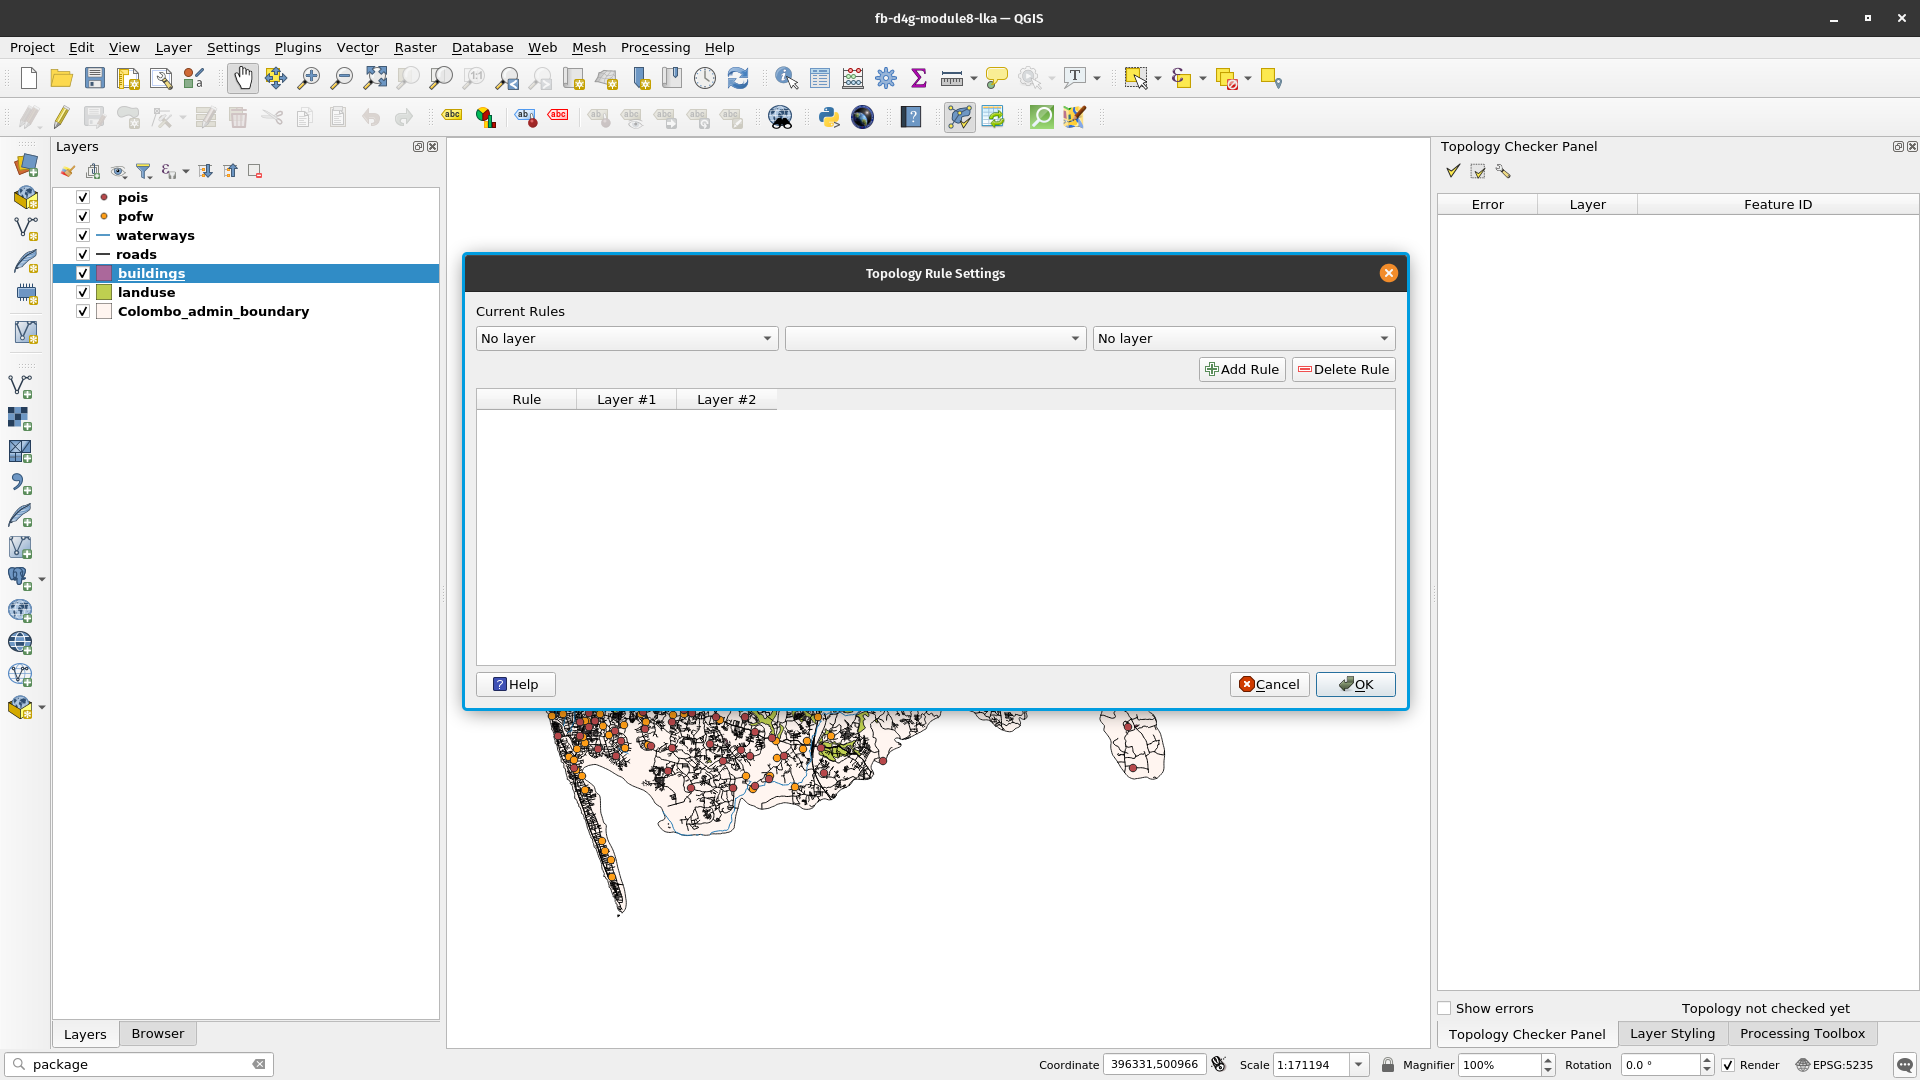 fb-d4g-module8-lka — QGIS
Project Edit View Layer Settings Plugins Vector Raster Database Web Mesh Processing Help
Layers
Topology Checker Panel
pois
pofw
waterways
roads
buildings
landuse
Colombo_admin_boundary
Error Layer Feature ID
Topology Rule Settings
Current Rules
No layer No layer
Add Rule Delete Rule
Rule Layer #1 Layer #2
Help Cancel OK
Show errors Topology not checked yet
Layers Browser
Topology Checker Panel Layer Styling Processing Toolbox
package
Coordinate 396331,500966 Scale 1:171194 Magnifier 100% Rotation 0.0 ° Render EPSG:5235